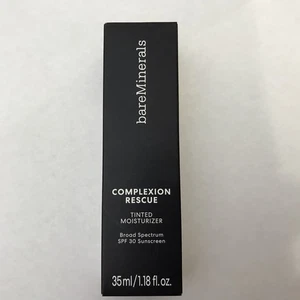 bareMinerals
COMPLEXION
RESCUE
TINTED
MOISTURIZER
Broad Spectrum
SPF 30 Sunscreen
35ml/1.18 fl. oz.